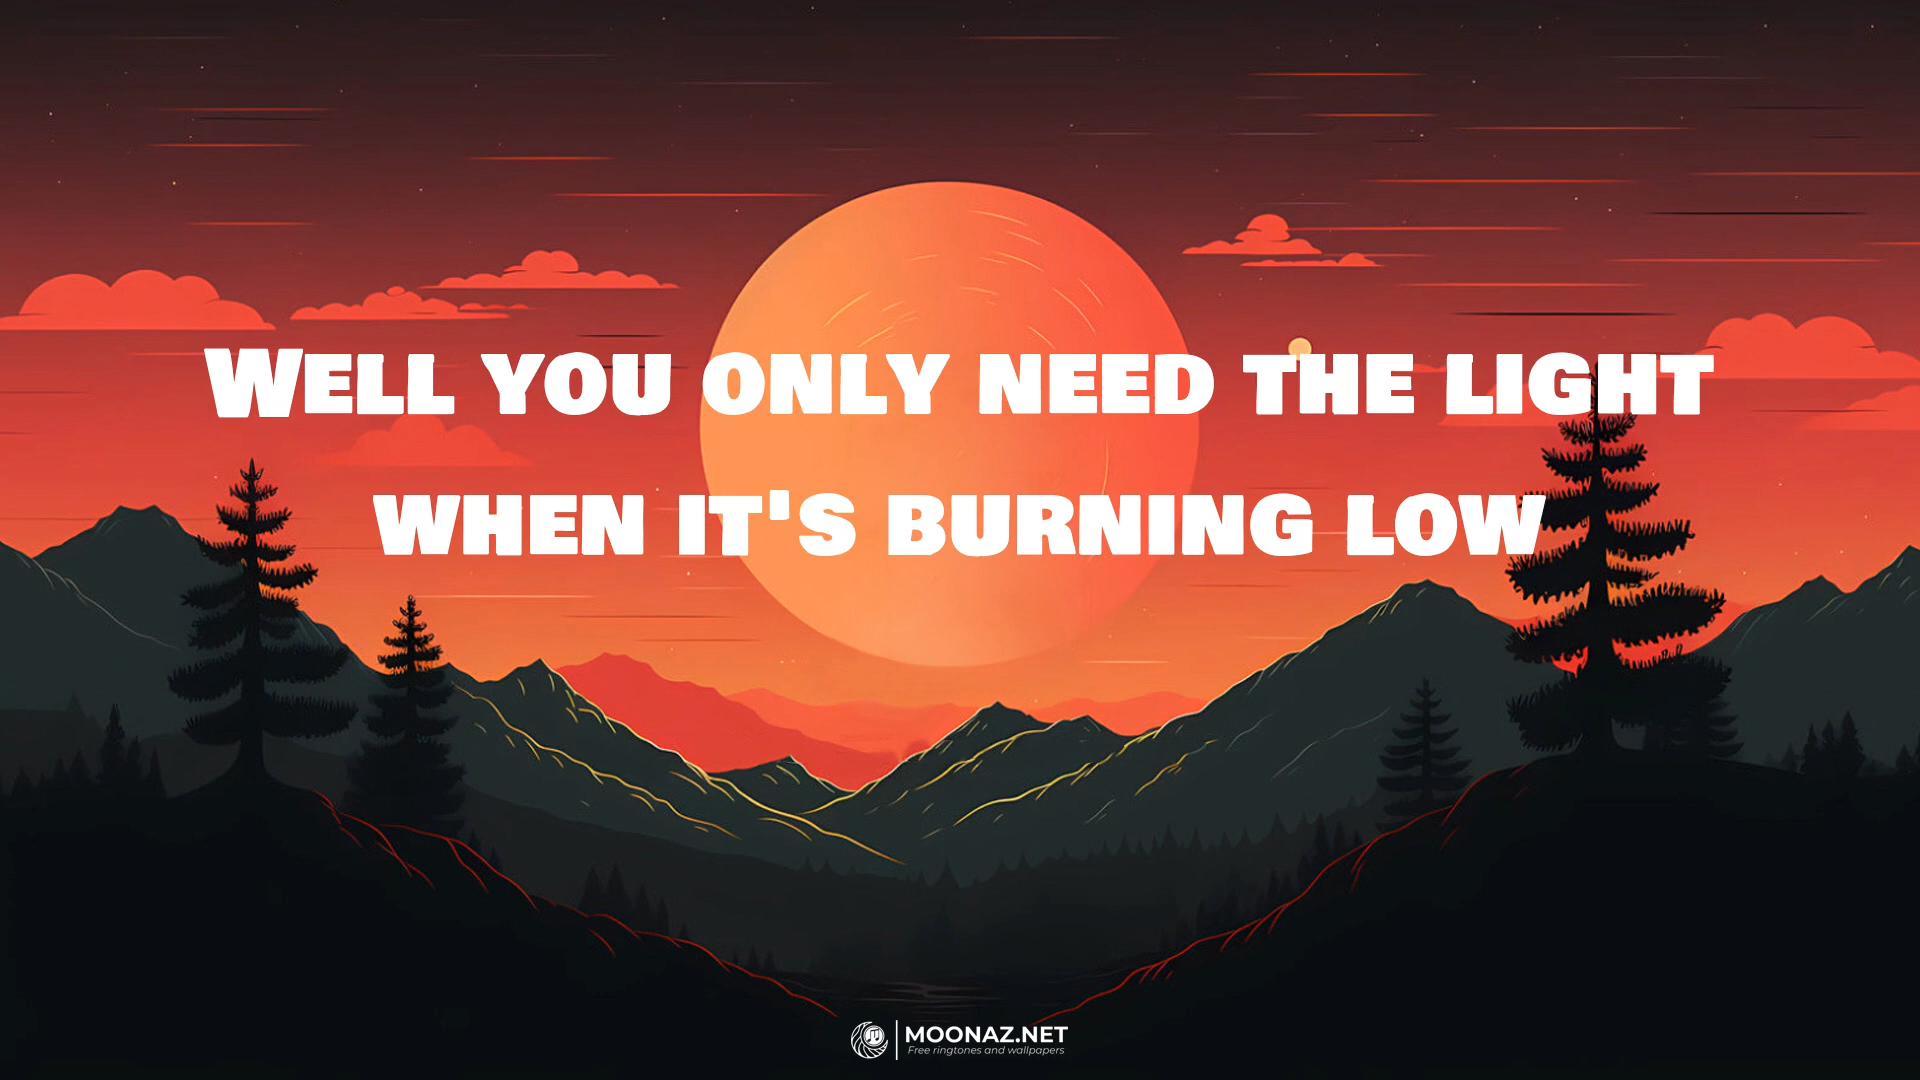 Well you only need the light
when it's burning low
MOONAZ.NET
Free ringtones and wallpapers